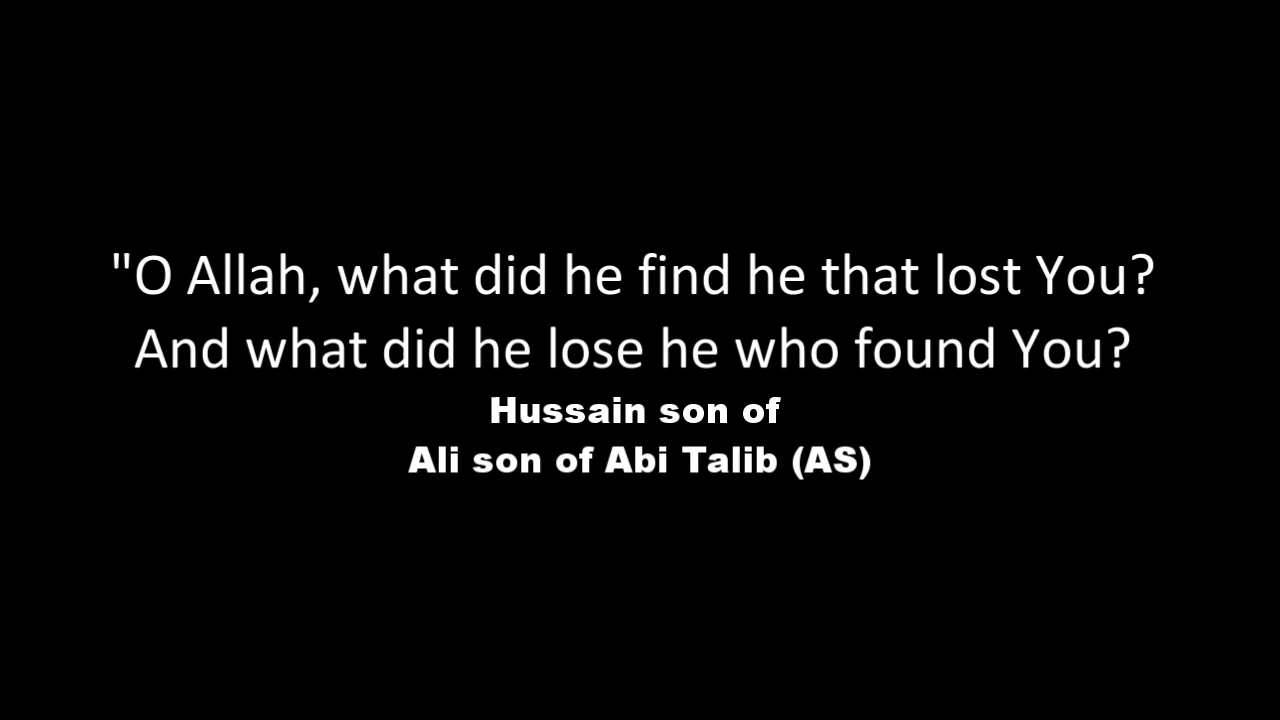 "O Allah, what did he find he that lost You?
And what did he lose he who found You?
Hussain son of
Ali son of Abi Talib (AS)